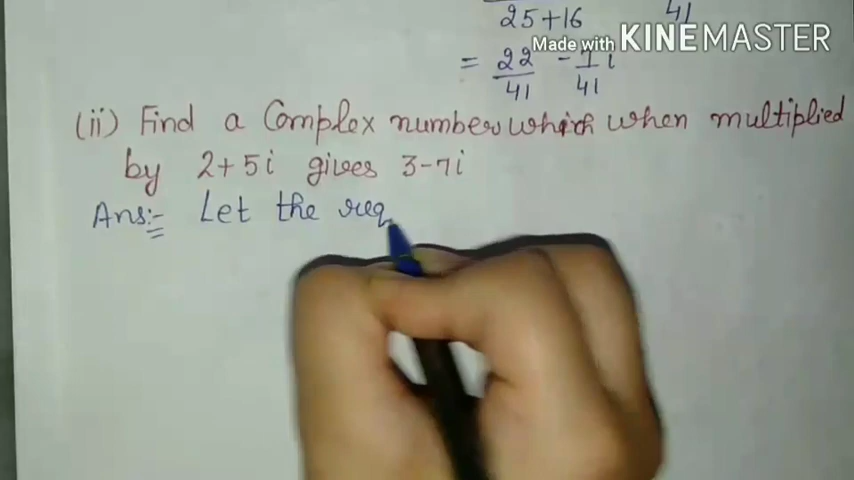 25+16 41
= 22/41 - 1/41 i
Made with KINEMASTER
(ii) Find a Complex number which when multiplied
by 2+5i gives 3-7i
Ans:- Let the req